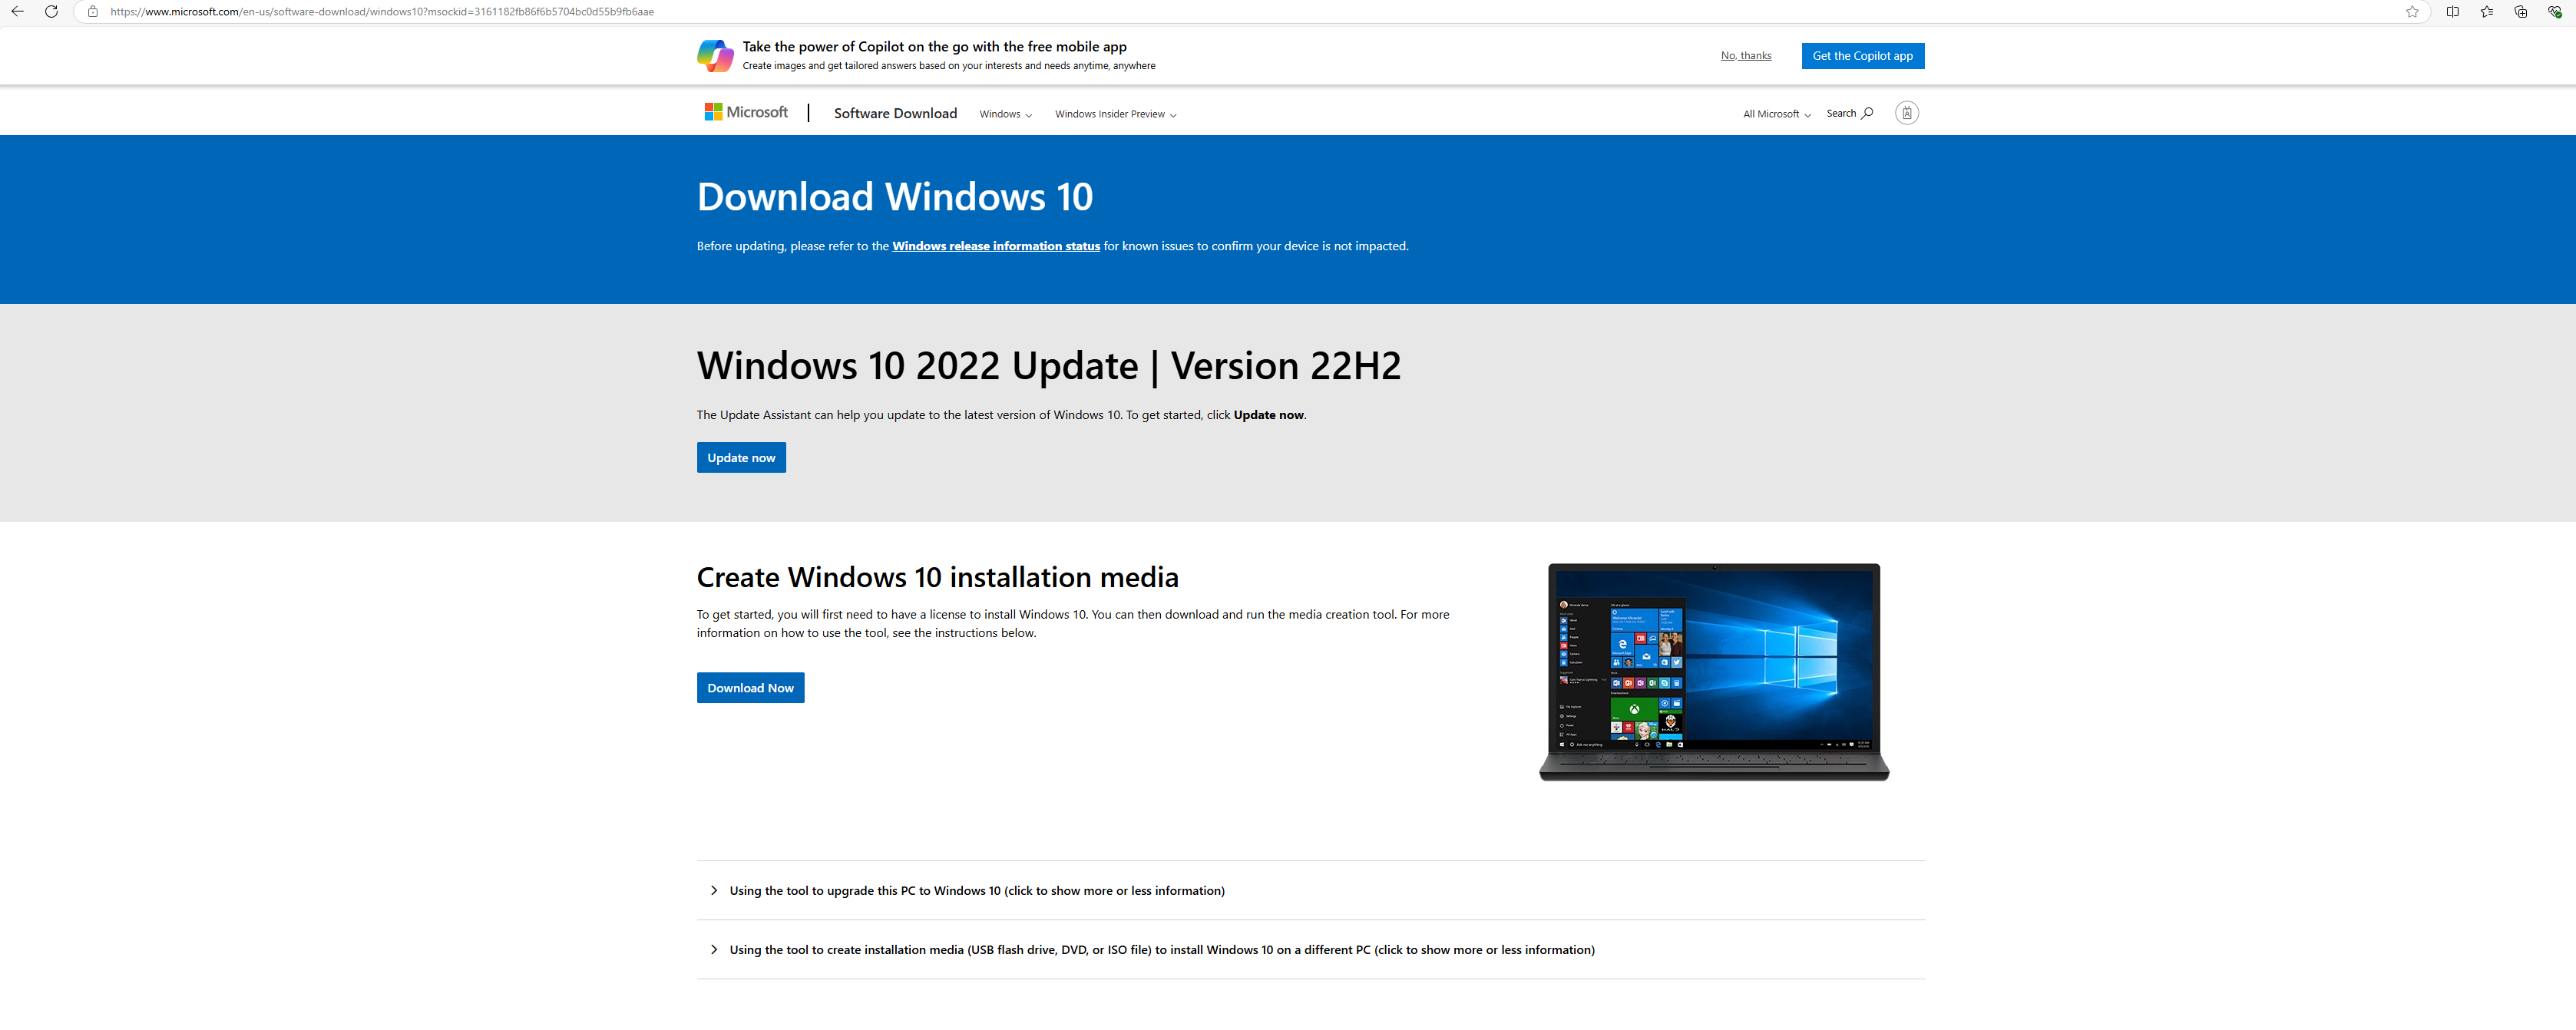 https://www.microsoft.com/en-us/software-download/windows10?msockid=3161182fb86f6b5704bc0d55b9fb6aae
Take the power of Copilot on the go with the free mobile app
Create images and get tailored answers based on your interests and needs anytime, anywhere
No, thanks
Get the Copilot app
Microsoft
Software Download
Windows
Windows Insider Preview
All Microsoft
Search
Download Windows 10
Before updating, please refer to the Windows release information status for known issues to confirm your device is not impacted.
Windows 10 2022 Update | Version 22H2
The Update Assistant can help you update to the latest version of Windows 10. To get started, click Update now.
Update now
Create Windows 10 installation media
To get started, you will first need to have a license to install Windows 10. You can then download and run the media creation tool. For more
information on how to use the tool, see the instructions below.
Download Now
Using the tool to upgrade this PC to Windows 10 (click to show more or less information)
Using the tool to create installation media (USB flash drive, DVD, or ISO file) to install Windows 10 on a different PC (click to show more or less information)